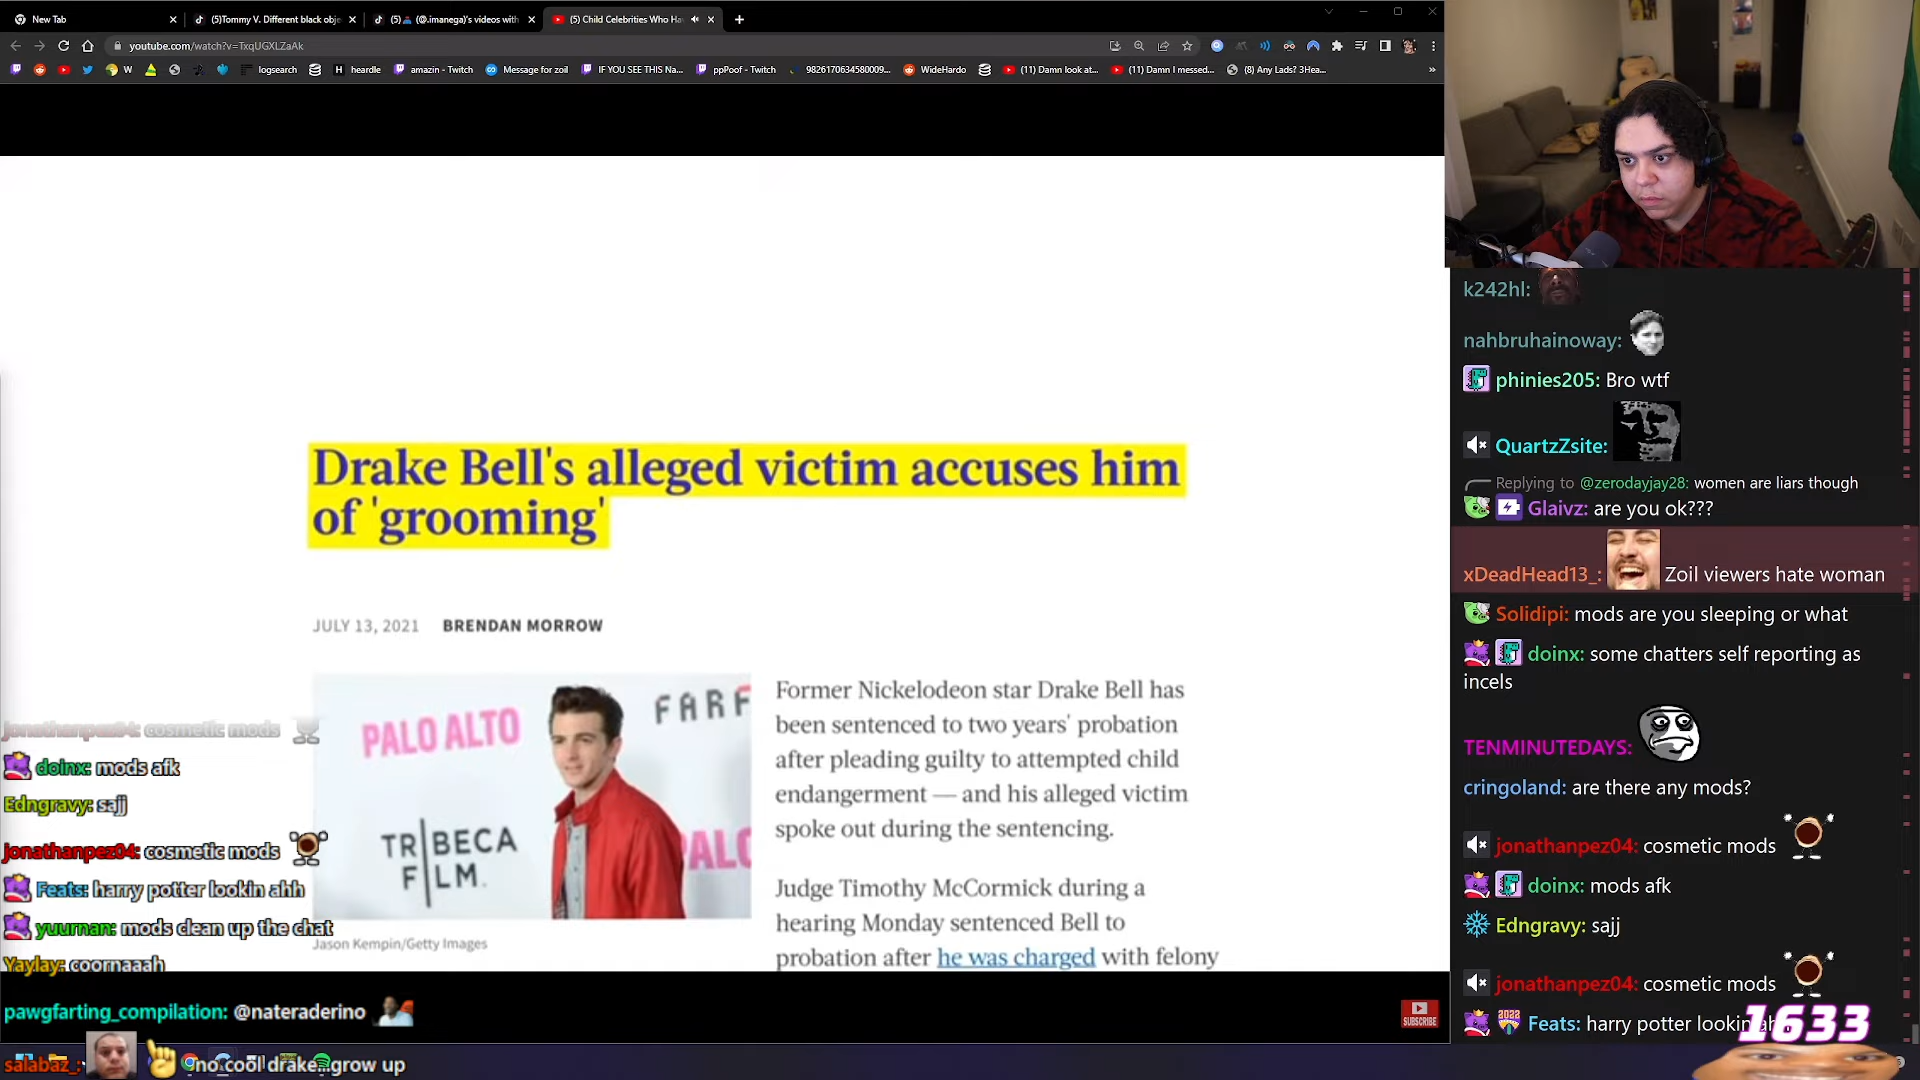 New Tab
(5)Tommy V. Different black obje
(5) (@.imanega)'s videos with
(5) Child Celebrities Who Ha
youtube.com/watch?v=TxqUGXLZaAk
W
logsearch
heardle
amazin - Twitch
Message for zoil
IF YOU SEE THIS Na...
ppPoof - Twitch
9826170634580009...
WideHardo
(11) Damn look at...
(11) Damn I messed...
(8) Any Lads? 3Hea...
Drake Bell's alleged victim accuses him
of 'grooming'
JULY 13, 2021 BRENDAN MORROW
PALO ALTO
FARF
TRIBECA
FILM.
PALO
Jason Kempin/Getty Images
Former Nickelodeon star Drake Bell has
been sentenced to two years' probation
after pleading guilty to attempted child
endangerment — and his alleged victim
spoke out during the sentencing.
Judge Timothy McCormick during a
hearing Monday sentenced Bell to
probation after he was charged with felony
SUBSCRIBE
jonathanpez04: cosmetic mods
doinx: mods afk
Edngravy: sajj
jonathanpez04: cosmetic mods
Feats: harry potter lookin ahh
yuurnan: mods clean up the chat
Yaylay: coornaaah
pawgfarting_compilation: @nateraderino
salabaz_: no cool drake...grow up
k242hl:
nahbruhainoway:
phinies205: Bro wtf
QuartzZsite:
Replying to @zerodayjay28: women are liars though
Glaivz: are you ok???
xDeadHead13_: Zoil viewers hate woman
Solidipi: mods are you sleeping or what
doinx: some chatters self reporting as
incels
TENMINUTEDAYS:
cringoland: are there any mods?
jonathanpez04: cosmetic mods
doinx: mods afk
Edngravy: sajj
jonathanpez04: cosmetic mods
2022
Feats: harry potter lookin
1633